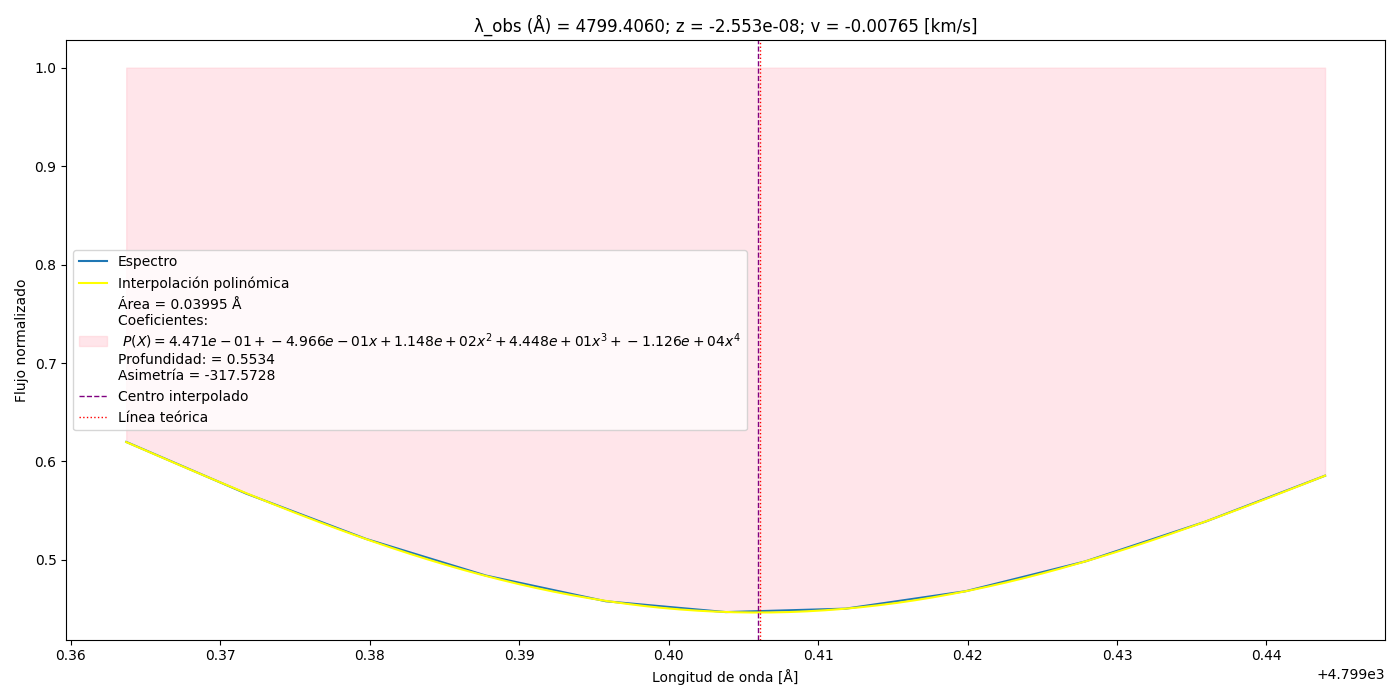 λ_obs (Å) = 4799.4060; z = -2.553e-08; v = -0.00765 [km/s]
1.0
0.9
0.8
0.7
0.6
0.5
Flujo normalizado
Espectro
Interpolación polinómica
Área = 0.03995 Å
Coeficientes:
P(X) = 4.471e − 01 + −4.966e − 01x + 1.148e + 02x² + 4.448e + 01x³ + −1.126e + 04x⁴
Profundidad: = 0.5534
Asimetría = -317.5728
Centro interpolado
Línea teórica
0.36 0.37 0.38 0.39 0.40 0.41 0.42 0.43 0.44
Longitud de onda [Å]
+4.799e3